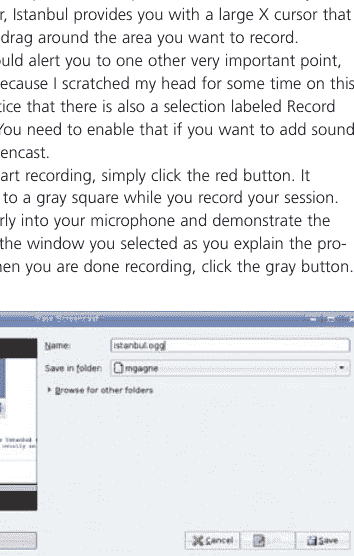 r, Istanbul provides you with a large X cursor that
drag around the area you want to record.
uld alert you to one other very important point,
ecause I scratched my head for some time on this
tice that there is also a selection labeled Record
You need to enable that if you want to add sound
encast.
art recording, simply click the red button. It
to a gray square while you record your session.
rly into your microphone and demonstrate the
the window you selected as you explain the pro-
hen you are done recording, click the gray button.
Save Screencast
Name: istanbul.ogg
Save in folder: mgagne
Browse for other folders
Cancel Save